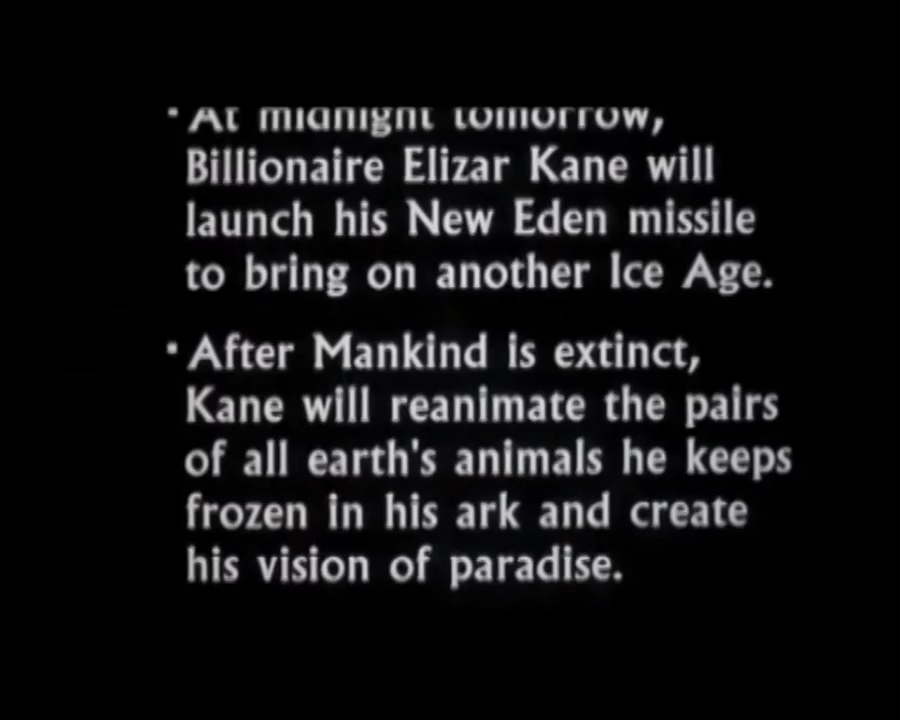 · At midnight tomorrow,
Billionaire Elizar Kane will
launch his New Eden missile
to bring on another Ice Age.
· After Mankind is extinct,
Kane will reanimate the pairs
of all earth's animals he keeps
frozen in his ark and create
his vision of paradise.